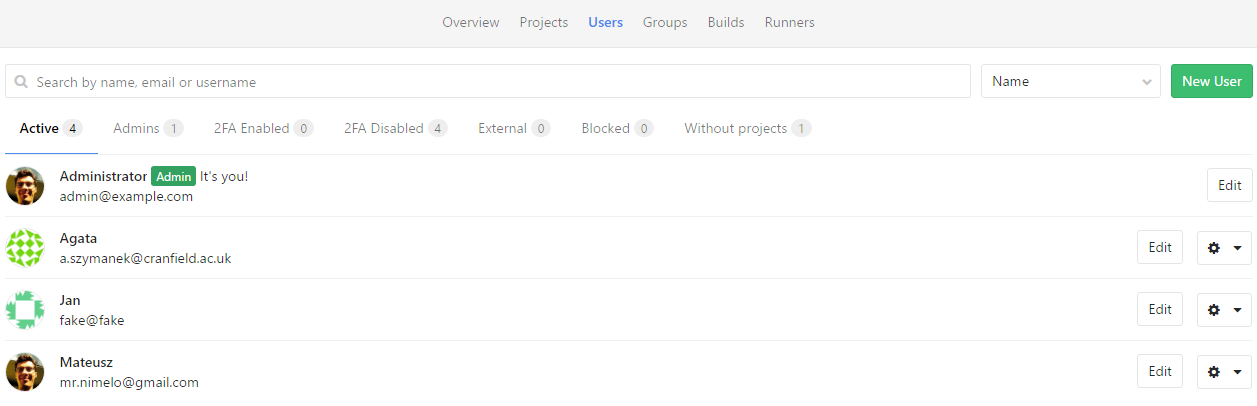 Overview Projects Users Groups Builds Runners
Search by name, email or username Name New User
Active 4 Admins 1 2FA Enabled 0 2FA Disabled 4 External 0 Blocked 0 Without projects 1
Administrator Admin It's you!
admin@example.com
Edit
Agata
a.szymanek@cranfield.ac.uk
Edit
Jan
fake@fake
Edit
Mateusz
mr.nimelo@gmail.com
Edit